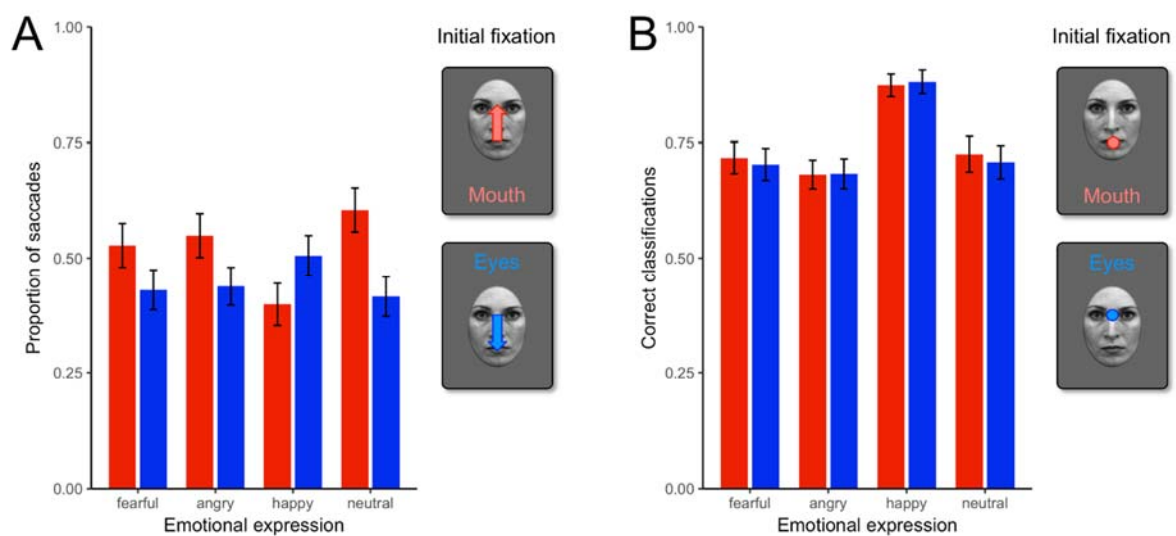 A
Proportion of saccades
1.00
0.75
0.50
0.25
0.00
fearful angry happy neutral
Emotional expression
Initial fixation
Mouth
Eyes
B
Correct classifications
1.00
0.75
0.50
0.25
0.00
fearful angry happy neutral
Emotional expression
Initial fixation
Mouth
Eyes